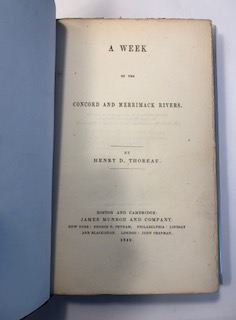 A WEEK
ON THE
CONCORD AND MERRIMACK RIVERS.
BY
HENRY D. THOREAU.
BOSTON AND CAMBRIDGE:
JAMES MUNROE AND COMPANY.
NEW YORK: GEORGE P. PUTNAM. PHILADELPHIA: LINDSAY
AND BLACKISTON. LONDON: JOHN CHAPMAN.
1849.